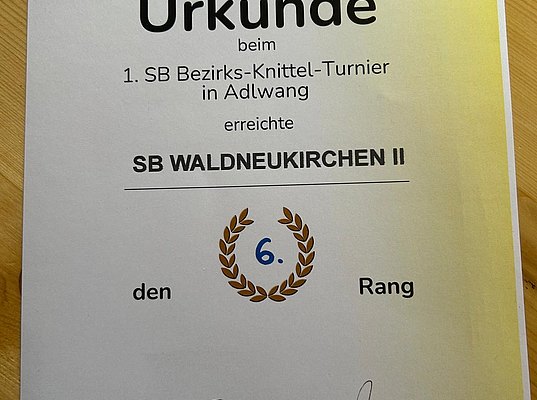 Urkunde
beim
1. SB Bezirks-Knittel-Turnier
in Adlwang
erreichte
SB WALDNEUKIRCHEN II
6.
den Rang